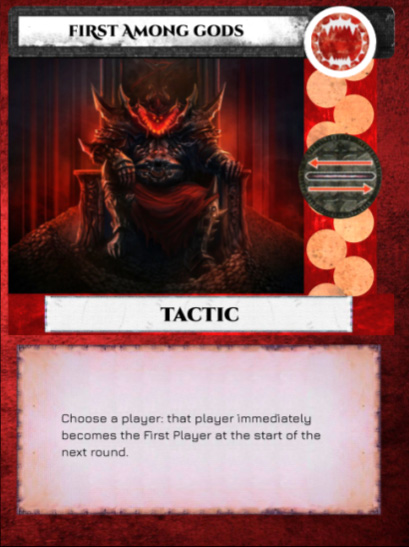 FIRST AMONG GODS
TACTIC
Choose a player: that player immediately
becomes the First Player at the start of the
next round.